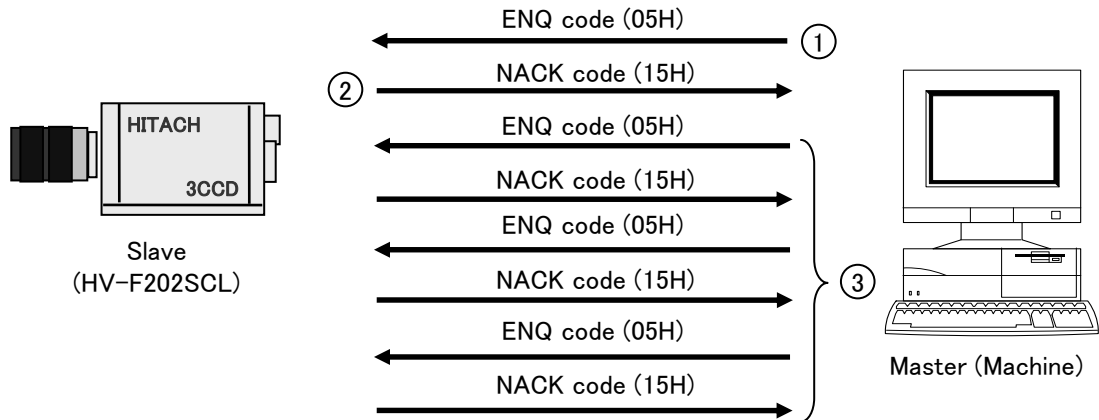 ENQ code (05H)
①
NACK code (15H)
②
ENQ code (05H)
HITACH
3CCD
NACK code (15H)
ENQ code (05H)
Slave
(HV-F202SCL)
NACK code (15H)
③
ENQ code (05H)
Master (Machine)
NACK code (15H)